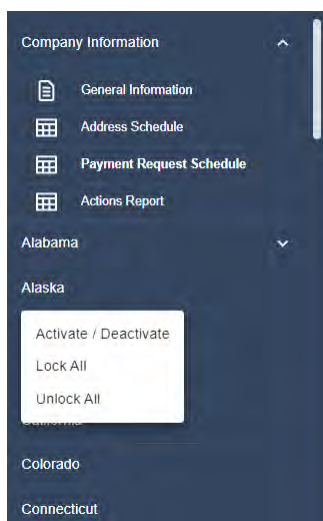 Company Information
General Information
Address Schedule
Payment Request Schedule
Actions Report
Alabama
Alaska
Activate / Deactivate
Lock All
Unlock All
California
Colorado
Connecticut